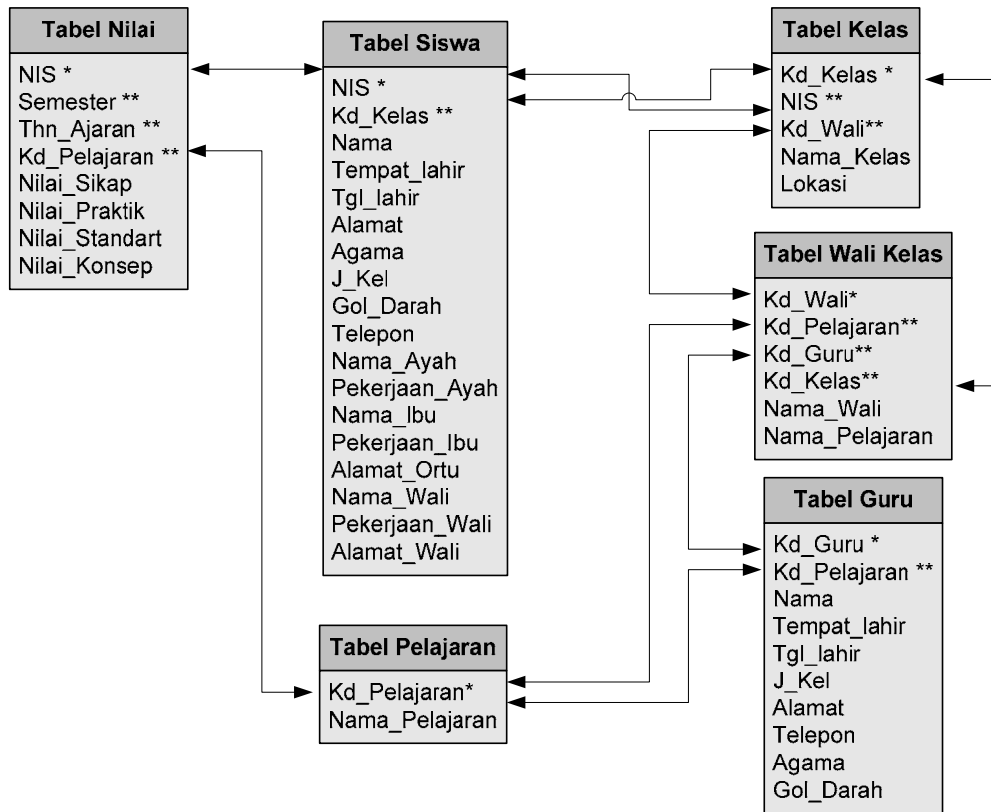 Tabel Nilai
NIS *
Semester **
Thn_Ajaran **
Kd_Pelajaran **
Nilai_Sikap
Nilai_Praktik
Nilai_Standart
Nilai_Konsep
Tabel Siswa
NIS *
Kd_Kelas **
Nama
Tempat_lahir
Tgl_lahir
Alamat
Agama
J_Kel
Gol_Darah
Telepon
Nama_Ayah
Pekerjaan_Ayah
Nama_Ibu
Pekerjaan_Ibu
Alamat_Ortu
Nama_Wali
Pekerjaan_Wali
Alamat_Wali
Tabel Kelas
Kd_Kelas *
NIS **
Kd_Wali**
Nama_Kelas
Lokasi
Tabel Wali Kelas
Kd_Wali*
Kd_Pelajaran**
Kd_Guru**
Kd_Kelas**
Nama_Wali
Nama_Pelajaran
Tabel Guru
Kd_Guru *
Kd_Pelajaran **
Nama
Tempat_lahir
Tgl_lahir
J_Kel
Alamat
Telepon
Agama
Gol_Darah
Tabel Pelajaran
Kd_Pelajaran*
Nama_Pelajaran